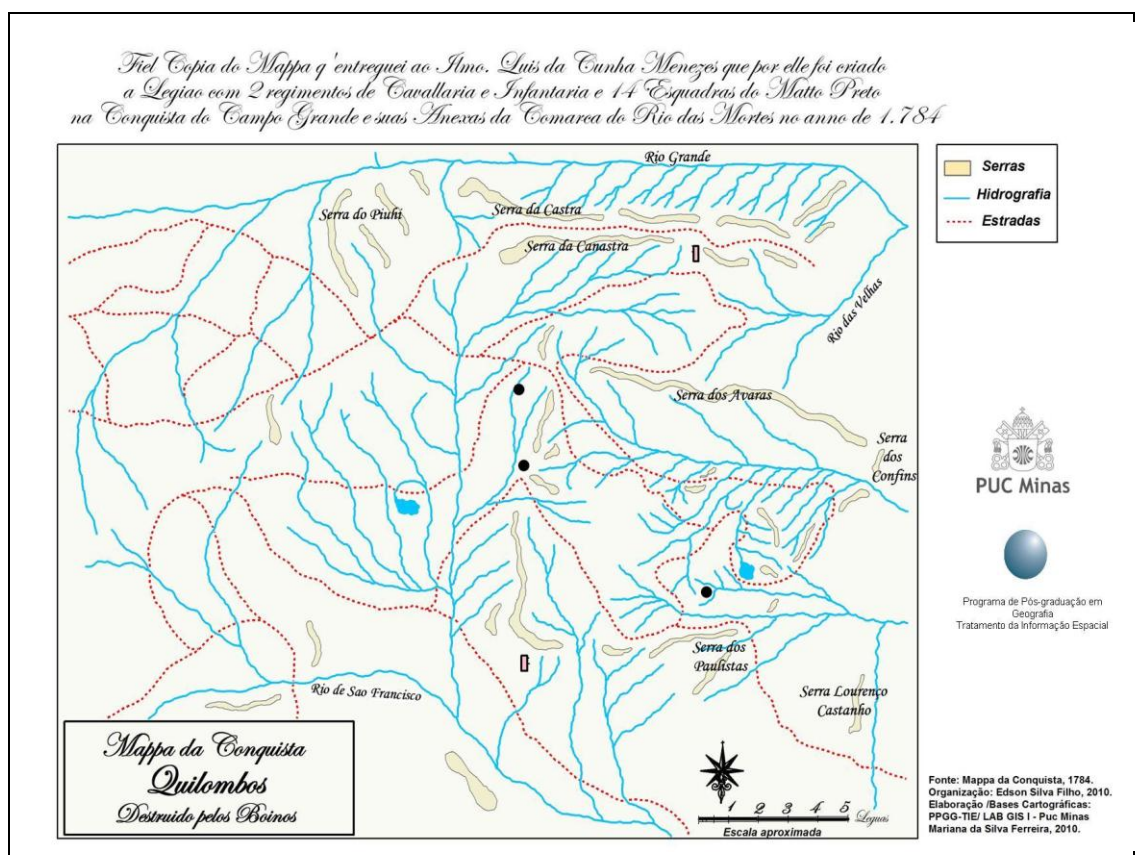 Fiel Copia do Mappa q'entreguei ao Ilmo. Luis da Cunha Menezes que por elle foi criado
a Legiao com 2 regimentos de Cavallaria e Infantaria e 14 Esquadras do Matto Preto
na Conquista do Campo Grande e suas Anexas da Comarca do Rio das Mortes no anno de 1.784
Rio Grande
Serra do Piuhi
Serra da Castra
Serra da Canastra
Rio das Velhas
Serra dos Avaras
Serra
dos
Confins
Serra dos
Paulistas
Serra Lourenço
Castanho
Rio de Sao Francisco
Mappa da Conquista
Quilombos
Destruido pelos Boinos
1 2 3 4 5 Leguas
Escala aproximada
Serras
Hidrografia
Estradas
PUC Minas
Programa de Pós-graduação em
Geografia
Tratamento da Informação Espacial
Fonte: Mappa da Conquista, 1784.
Organização: Edson Silva Filho, 2010.
Elaboração /Bases Cartográficas:
PPGG-TIE/ LAB GIS I - Puc Minas
Mariana da Silva Ferreira, 2010.